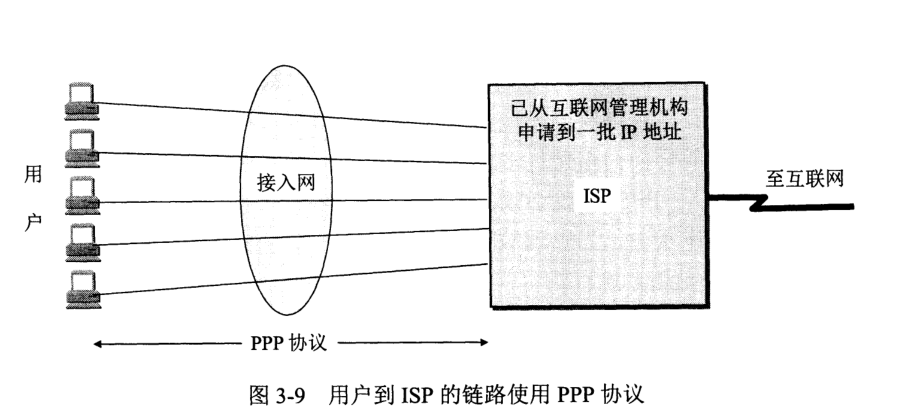 已从互联网管理机构
申请到一批 IP 地址
用
户
接入网
ISP
至互联网
PPP 协议
图 3-9 用户到 ISP 的链路使用 PPP 协议